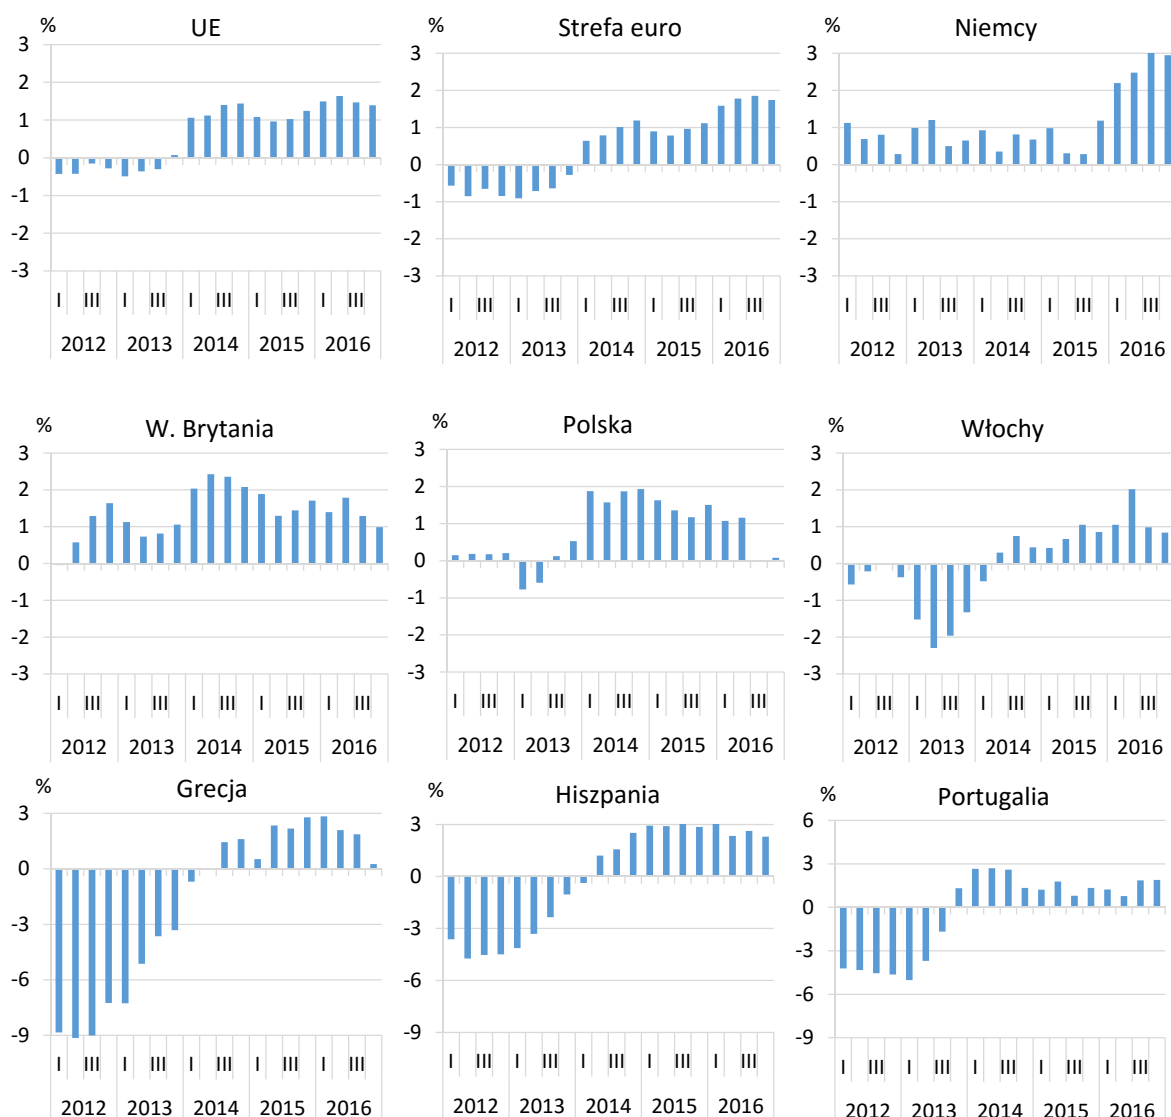 % UE
3
2
1
0
-1
-2
-3
I III I III I III I III I III
2012 2013 2014 2015 2016
% Strefa euro
3
2
1
0
-1
-2
-3
I III I III I III I III I III
2012 2013 2014 2015 2016
% Niemcy
3
2
1
0
-1
-2
-3
I III I III I III I III I III
2012 2013 2014 2015 2016
% W. Brytania
3
2
1
0
-1
-2
-3
I III I III I III I III I III
2012 2013 2014 2015 2016
% Polska
3
2
1
0
-1
-2
-3
I III I III I III I III I III
2012 2013 2014 2015 2016
% Włochy
3
2
1
0
-1
-2
-3
I III I III I III I III I III
2012 2013 2014 2015 2016
% Grecja
3
0
-3
-6
-9
I III I III I III I III I III
2012 2013 2014 2015 2016
% Hiszpania
3
0
-3
-6
-9
I III I III I III I III I III
2012 2013 2014 2015 2016
% Portugalia
6
3
0
-3
-6
-9
I III I III I III I III I III
2012 2013 2014 2015 2016